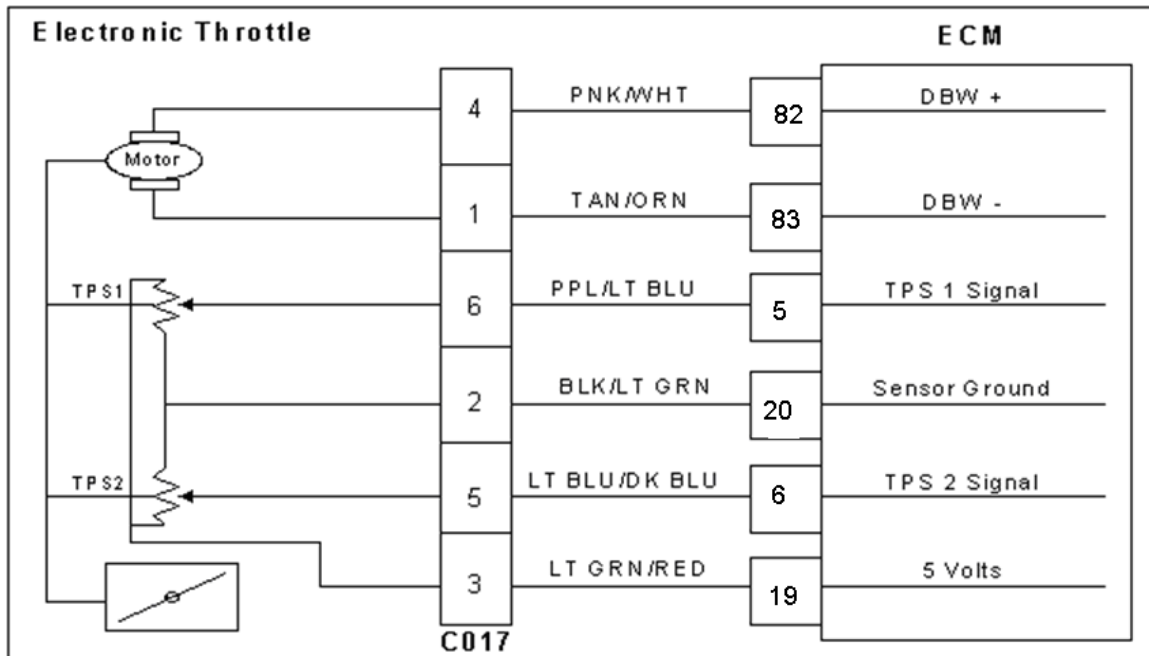 Electronic Throttle
ECM
4 PNK/WHT 82 DBW +
Motor
1 TAN/ORN 83 DBW -
TPS1 6 PPL/LT BLU 5 TPS 1 Signal
2 BLK/LT GRN 20 Sensor Ground
TPS2 5 LT BLU/DK BLU 6 TPS 2 Signal
3 LT GRN/RED 19 5 Volts
C017